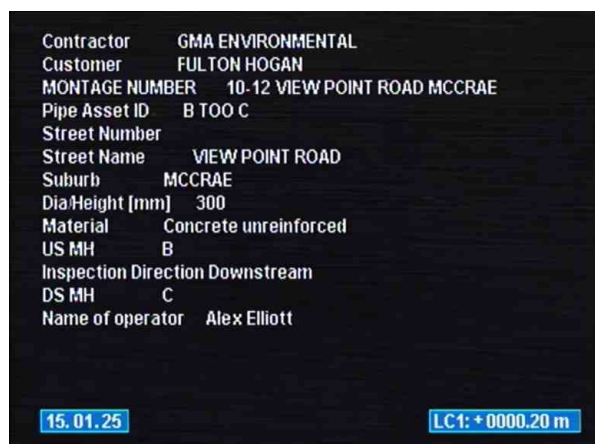 Contractor GMA ENVIRONMENTAL
Customer FULTON HOGAN
MONTAGE NUMBER 10-12 VIEW POINT ROAD MCCRAE
Pipe Asset ID B TOO C
Street Number
Street Name VIEW POINT ROAD
Suburb MCCRAE
Dia/Height [mm] 300
Material Concrete unreinforced
US MH B
Inspection Direction Downstream
DS MH C
Name of operator Alex Elliott
15.01.25 LC1:+0000.20 m